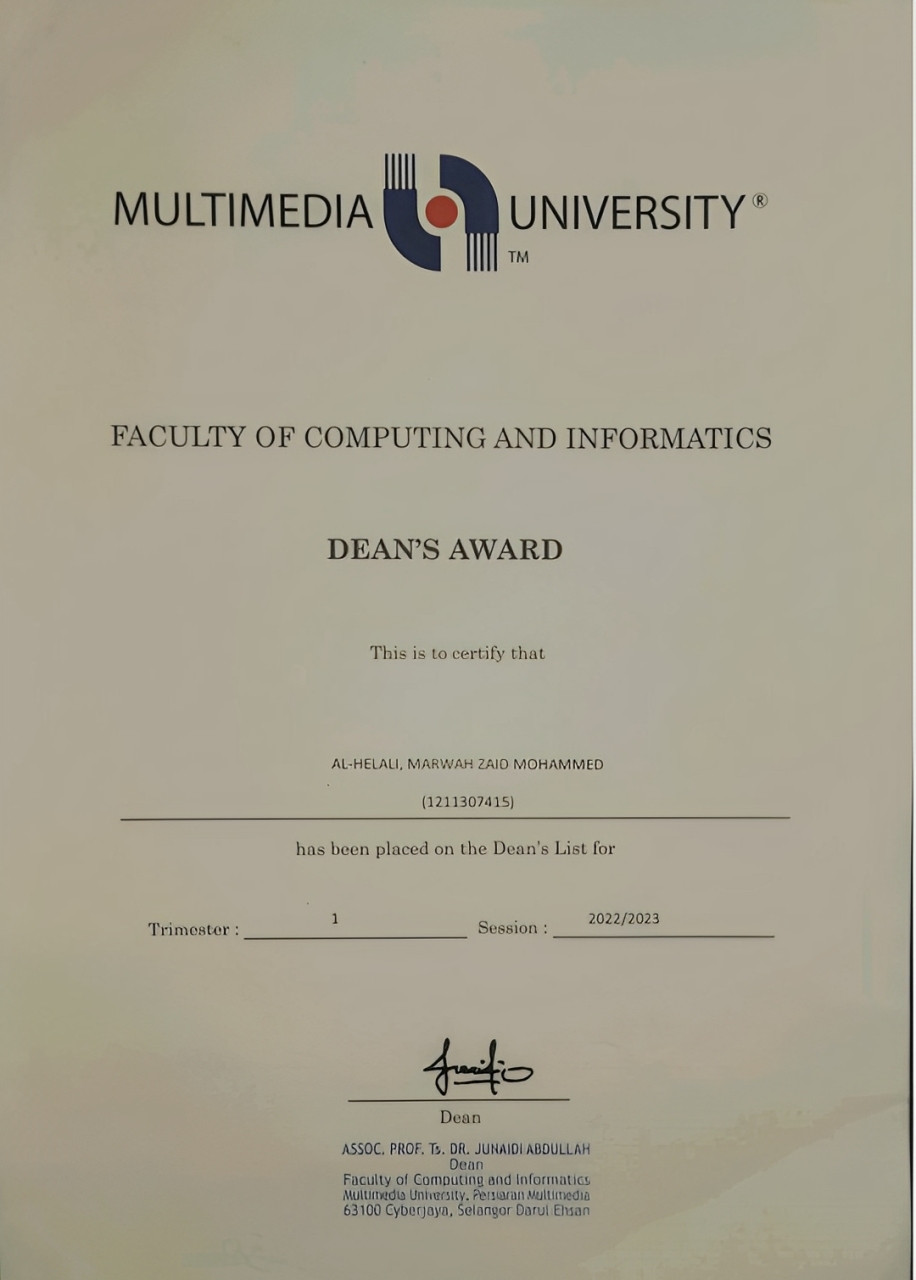 MULTIMEDIA UNIVERSITY ®
TM
FACULTY OF COMPUTING AND INFORMATICS
DEAN'S AWARD
This is to certify that
AL-HELALI, MARWAH ZAID MOHAMMED
(1211307415)
has been placed on the Dean's List for
Trimester : 1 Session : 2022/2023
Dean
ASSOC. PROF. Ts. DR. JUNAIDI ABDULLAH
Dean
Faculty of Computing and Informatics
Multimedia University, Persiaran Multimedia
63100 Cyberjaya, Selangor Darul Ehsan